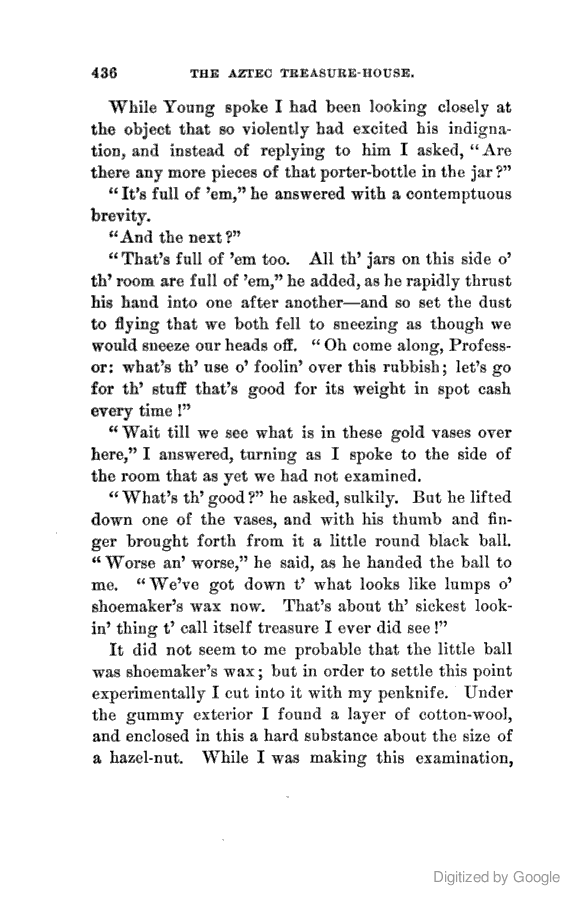 436 THE AZTEC TREASURE-HOUSE.
While Young spoke I had been looking closely at
the object that so violently had excited his indigna-
tion, and instead of replying to him I asked, “Are
there any more pieces of that porter-bottle in the jar?”
“It’s full of ’em,” he answered with a contemptuous
brevity.
“And the next?”
“That’s full of ’em too. All th’ jars on this side o’
th’ room are full of ’em,” he added, as he rapidly thrust
his hand into one after another—and so set the dust
to flying that we both fell to sneezing as though we
would sneeze our heads off. “Oh come along, Profess-
or: what’s th’ use o’ foolin’ over this rubbish; let’s go
for th’ stuff that’s good for its weight in spot cash
every time!”
“Wait till we see what is in these gold vases over
here,” I answered, turning as I spoke to the side of
the room that as yet we had not examined.
“What’s th’ good?” he asked, sulkily. But he lifted
down one of the vases, and with his thumb and fin-
ger brought forth from it a little round black ball.
“Worse an’ worse,” he said, as he handed the ball to
me. “We’ve got down t’ what looks like lumps o’
shoemaker’s wax now. That’s about th’ sickest look-
in’ thing t’ call itself treasure I ever did see!”
It did not seem to me probable that the little ball
was shoemaker’s wax; but in order to settle this point
experimentally I cut into it with my penknife. Under
the gummy exterior I found a layer of cotton-wool,
and enclosed in this a hard substance about the size of
a hazel-nut. While I was making this examination,
Digitized by Google